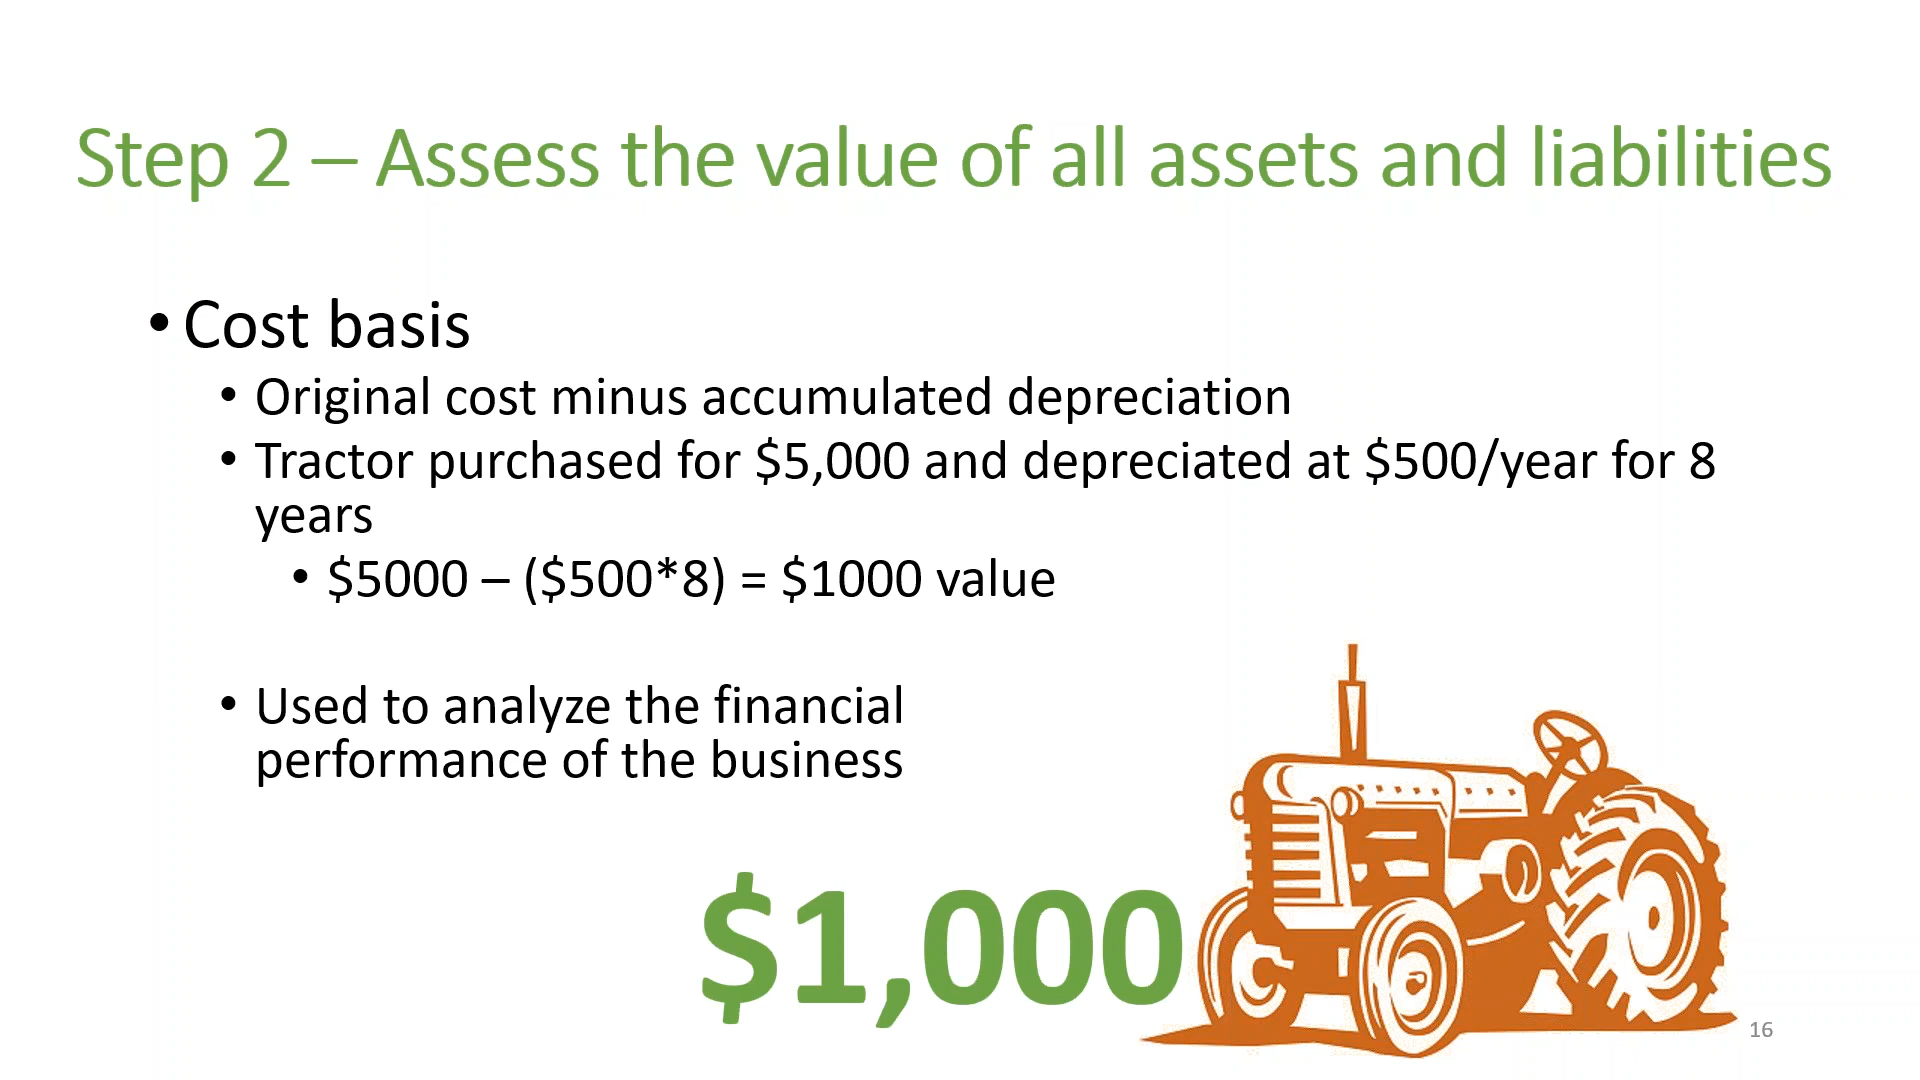 Step 2 – Assess the value of all assets and liabilities
• Cost basis
• Original cost minus accumulated depreciation
• Tractor purchased for $5,000 and depreciated at $500/year for 8
years
• $5000 – ($500*8) = $1000 value
• Used to analyze the financial
performance of the business
$1,000
16